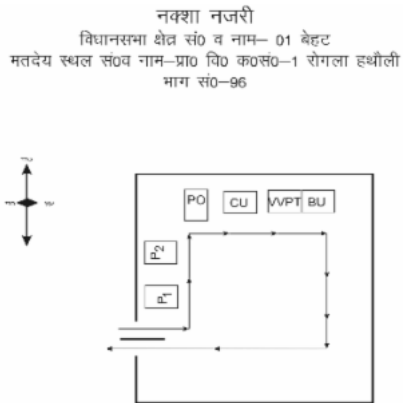 नक्शा नजरी
विधानसभा क्षेत्र सं0 व नाम– 01 बेहट
मतदेय स्थल सं0व नाम–प्रा0 वि0 क0सं0–1 रोगला हथौली
भाग सं0–96
PO CU VVPT BU
P2
P1